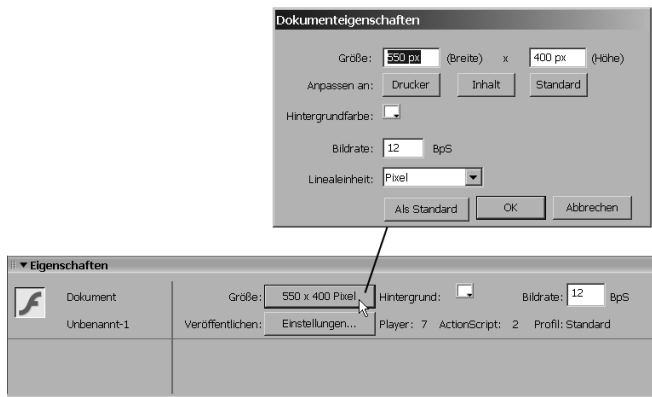 Dokumenteigenschaften
Größe: 550 px (Breite) x 400 px (Höhe)
Anpassen an: Drucker Inhalt Standard
Hintergrundfarbe:
Bildrate: 12 BpS
Linealeinheit: Pixel
Als Standard OK Abbrechen
Eigenschaften
Dokument Größe: 550 x 400 Pixel Hintergrund: Bildrate: 12 BpS
Unbenannt-1 Veröffentlichen: Einstellungen... Player: 7 ActionScript: 2 Profil: Standard